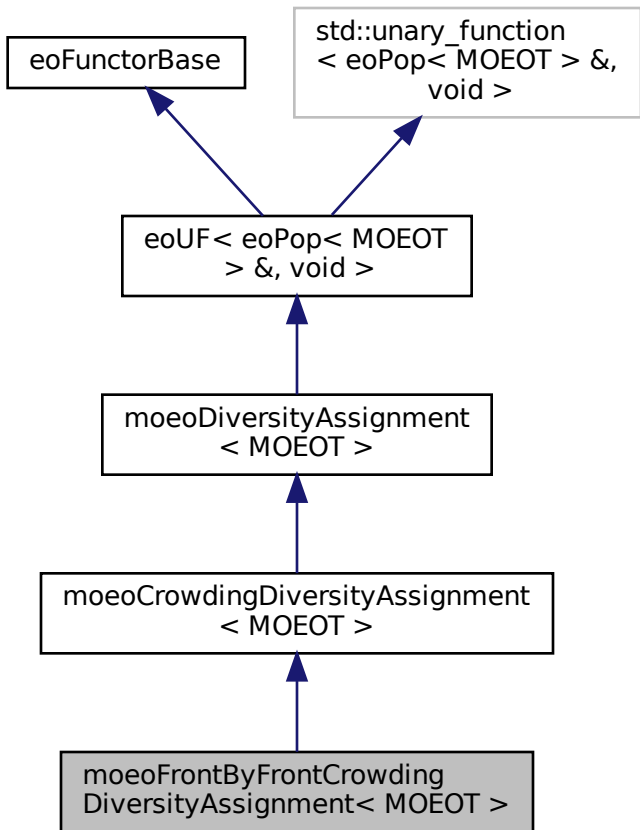 eoFunctorBase
std::unary_function
< eoPop< MOEOT > &,
void >
eoUF< eoPop< MOEOT
> &, void >
moeoDiversityAssignment
< MOEOT >
moeoCrowdingDiversityAssignment
< MOEOT >
moeoFrontByFrontCrowding
DiversityAssignment< MOEOT >